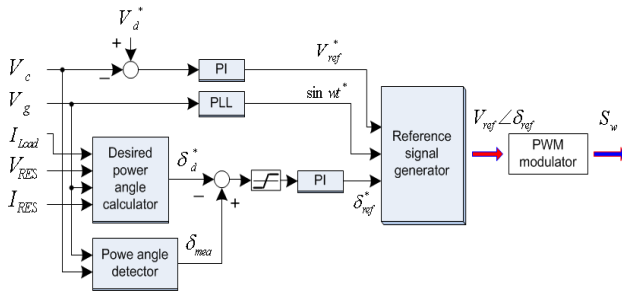 V_d^*
+
V_c
−
PI
V_ref^*
V_g
PLL
sin wt^*
I_Load
V_RES
I_RES
Desired
power
angle
calculator
δ_d^*
−
+
PI
δ_ref^*
Reference
signal
generator
V_ref∠δ_ref
PWM
modulator
S_w
Powe angle
detector
δ_mea